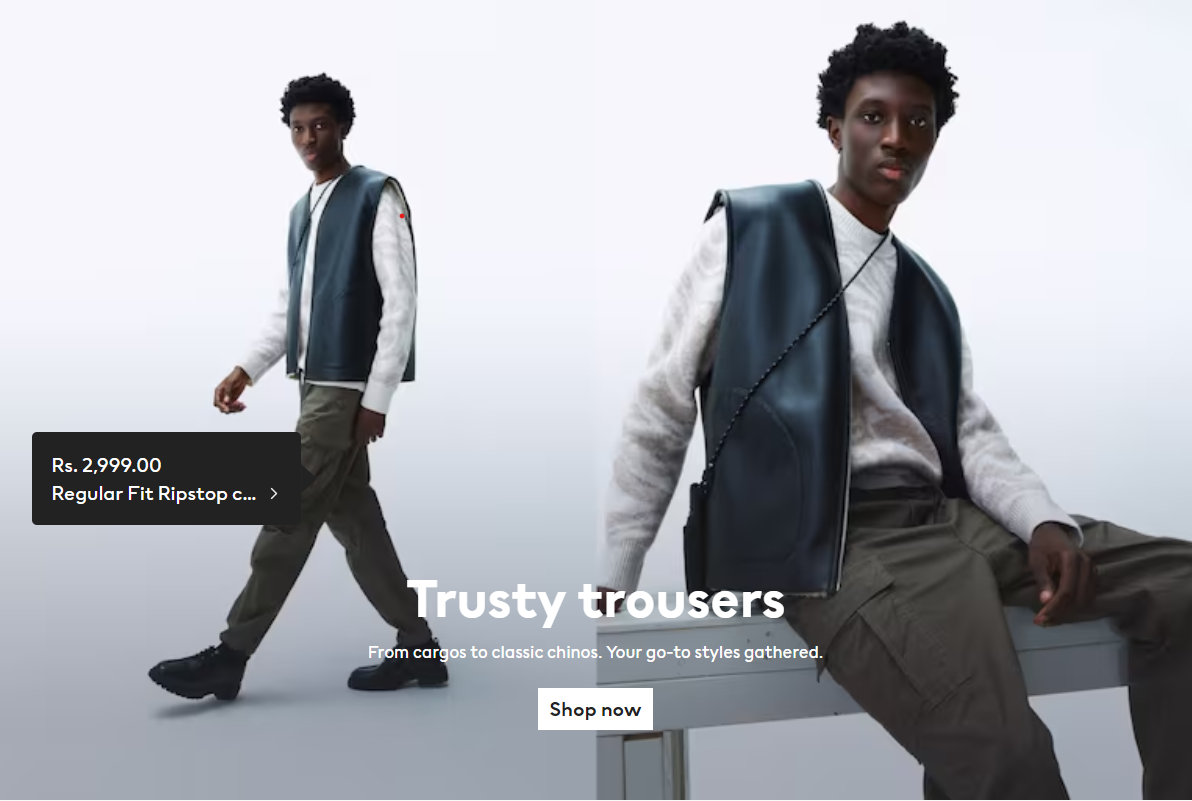 Rs. 2,999.00
Regular Fit Ripstop c...
Trusty trousers
From cargos to classic chinos. Your go-to styles gathered.
Shop now